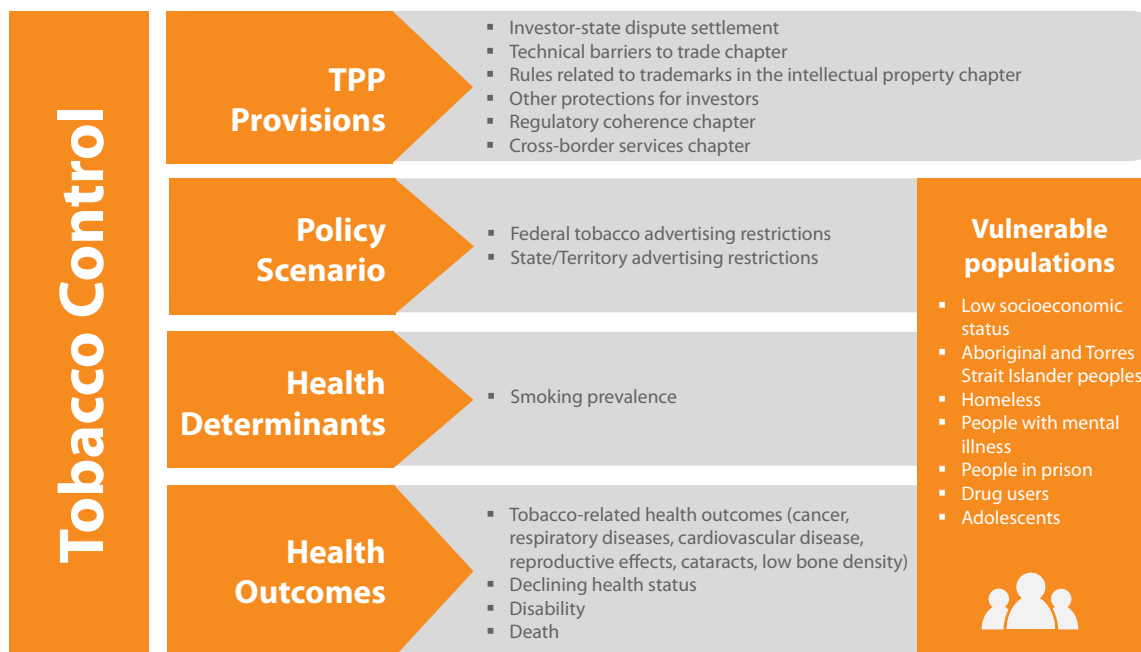 Tobacco Control
TPP
Provisions
▪ Investor-state dispute settlement
▪ Technical barriers to trade chapter
▪ Rules related to trademarks in the intellectual property chapter
▪ Other protections for investors
▪ Regulatory coherence chapter
▪ Cross-border services chapter
Policy
Scenario
▪ Federal tobacco advertising restrictions
▪ State/Territory advertising restrictions
Health
Determinants
▪ Smoking prevalence
Health
Outcomes
▪ Tobacco-related health outcomes (cancer,
respiratory diseases, cardiovascular disease,
reproductive effects, cataracts, low bone density)
▪ Declining health status
▪ Disability
▪ Death
Vulnerable
populations
▪ Low socioeconomic
status
▪ Aboriginal and Torres
Strait Islander peoples
▪ Homeless
▪ People with mental
illness
▪ People in prison
▪ Drug users
▪ Adolescents